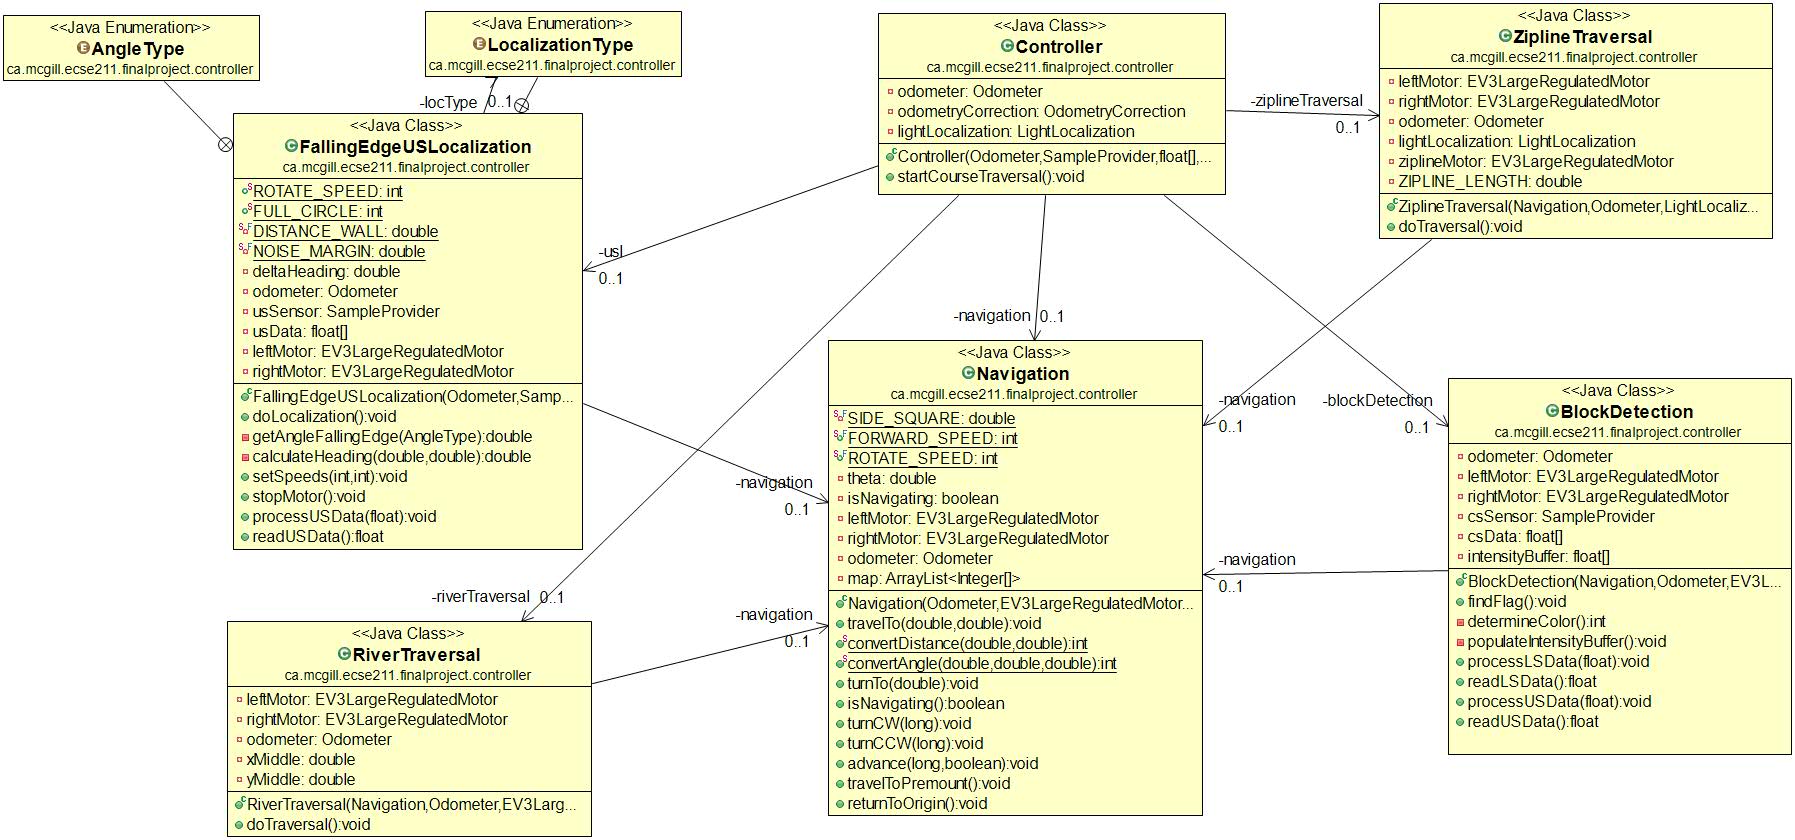 <<Java Enumeration>>
AngleType
ca.mcgill.ecse211.finalproject.controller
<<Java Enumeration>>
LocalizationType
ca.mcgill.ecse211.finalproject.controller
-locType
0..1
<<Java Class>>
FallingEdgeUSLocalization
ca.mcgill.ecse211.finalproject.controller
ROTATE_SPEED: int
FULL_CIRCLE: int
DISTANCE_WALL: double
NOISE_MARGIN: double
deltaHeading: double
odometer: Odometer
usSensor: SampleProvider
usData: float[]
leftMotor: EV3LargeRegulatedMotor
rightMotor: EV3LargeRegulatedMotor
FallingEdgeUSLocalization(Odometer,Samp...
doLocalization():void
getAngleFallingEdge(AngleType):double
calculateHeading(double,double):double
setSpeeds(int,int):void
stopMotor():void
processUSData(float):void
readUSData():float
<<Java Class>>
Controller
ca.mcgill.ecse211.finalproject.controller
odometer: Odometer
odometryCorrection: OdometryCorrection
lightLocalization: LightLocalization
Controller(Odometer,SampleProvider,float[],...
startCourseTraversal():void
-ziplineTraversal
0..1
<<Java Class>>
ZiplineTraversal
ca.mcgill.ecse211.finalproject.controller
leftMotor: EV3LargeRegulatedMotor
rightMotor: EV3LargeRegulatedMotor
odometer: Odometer
lightLocalization: LightLocalization
ziplineMotor: EV3LargeRegulatedMotor
ZIPLINE_LENGTH: double
ZiplineTraversal(Navigation,Odometer,LightLocaliz...
doTraversal():void
-usl
0..1
-navigation
0..1
-navigation
0..1
-blockDetection
0..1
<<Java Class>>
Navigation
ca.mcgill.ecse211.finalproject.controller
SIDE_SQUARE: double
FORWARD_SPEED: int
ROTATE_SPEED: int
theta: double
isNavigating: boolean
leftMotor: EV3LargeRegulatedMotor
rightMotor: EV3LargeRegulatedMotor
odometer: Odometer
map: ArrayList<Integer[]>
Navigation(Odometer,EV3LargeRegulatedMotor...
travelTo(double,double):void
convertDistance(double,double):int
convertAngle(double,double,double):int
turnTo(double):void
isNavigating():boolean
turnCW(long):void
turnCCW(long):void
advance(long,boolean):void
travelToPremount():void
returnToOrigin():void
<<Java Class>>
BlockDetection
ca.mcgill.ecse211.finalproject.controller
odometer: Odometer
leftMotor: EV3LargeRegulatedMotor
rightMotor: EV3LargeRegulatedMotor
csSensor: SampleProvider
csData: float[]
intensityBuffer: float[]
BlockDetection(Navigation,Odometer,EV3L...
findFlag():void
determineColor():int
populateIntensityBuffer():void
processLSData(float):void
readLSData():float
processUSData(float):void
readUSData():float
-navigation
0..1
-navigation
0..1
-riverTraversal
0..1
-navigation
0..1
<<Java Class>>
RiverTraversal
ca.mcgill.ecse211.finalproject.controller
leftMotor: EV3LargeRegulatedMotor
rightMotor: EV3LargeRegulatedMotor
odometer: Odometer
xMiddle: double
yMiddle: double
RiverTraversal(Navigation,Odometer,EV3Larg...
doTraversal():void